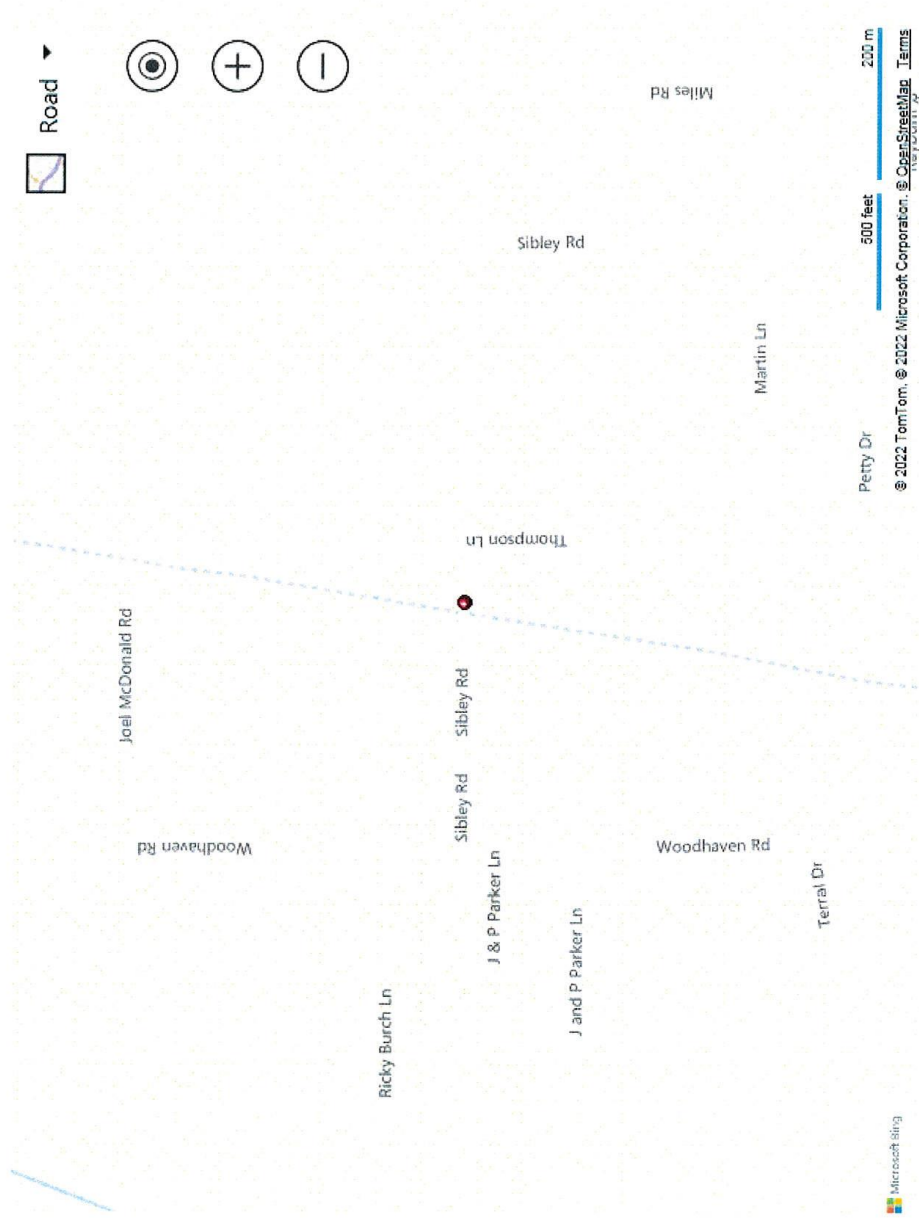 Road
Miles Rd
Sibley Rd
Martin Ln
Petty Dr
Thompson Ln
Joel McDonald Rd
Sibley Rd
Sibley Rd
Woodhaven Rd
Woodhaven Rd
J & P Parker Ln
J and P Parker Ln
Terral Dr
Ricky Burch Ln
Microsoft Bing
500 feet
200 m
© 2022 TomTom, © 2022 Microsoft Corporation, © OpenStreetMap Terms